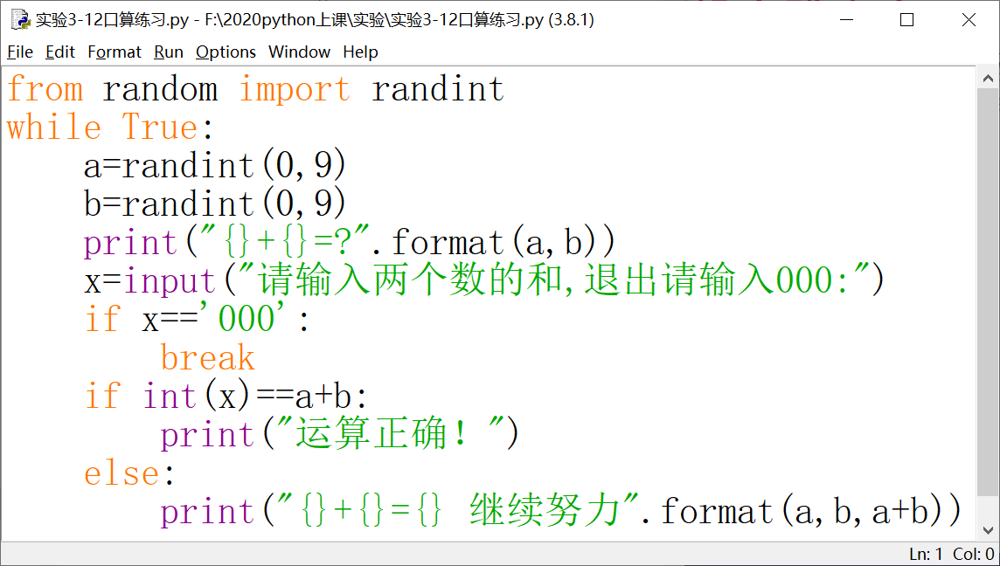 实验3-12口算练习.py - F:\2020python上课\实验\实验3-12口算练习.py (3.8.1)
File Edit Format Run Options Window Help
from random import randint
while True:
    a=randint(0,9)
    b=randint(0,9)
    print("{}+{}=?".format(a,b))
    x=input("请输入两个数的和,退出请输入000:")
    if x=='000':
        break
    if int(x)==a+b:
        print("运算正确！")
    else:
        print("{}+{}={} 继续努力".format(a,b,a+b))
Ln: 1 Col: 0